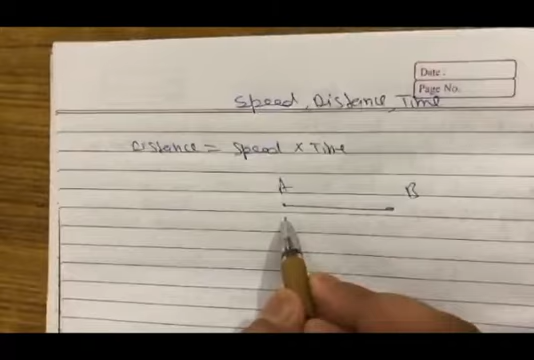 Date:
Page No.
Speed, Distance, Time
Distance = Speed × Time
A B